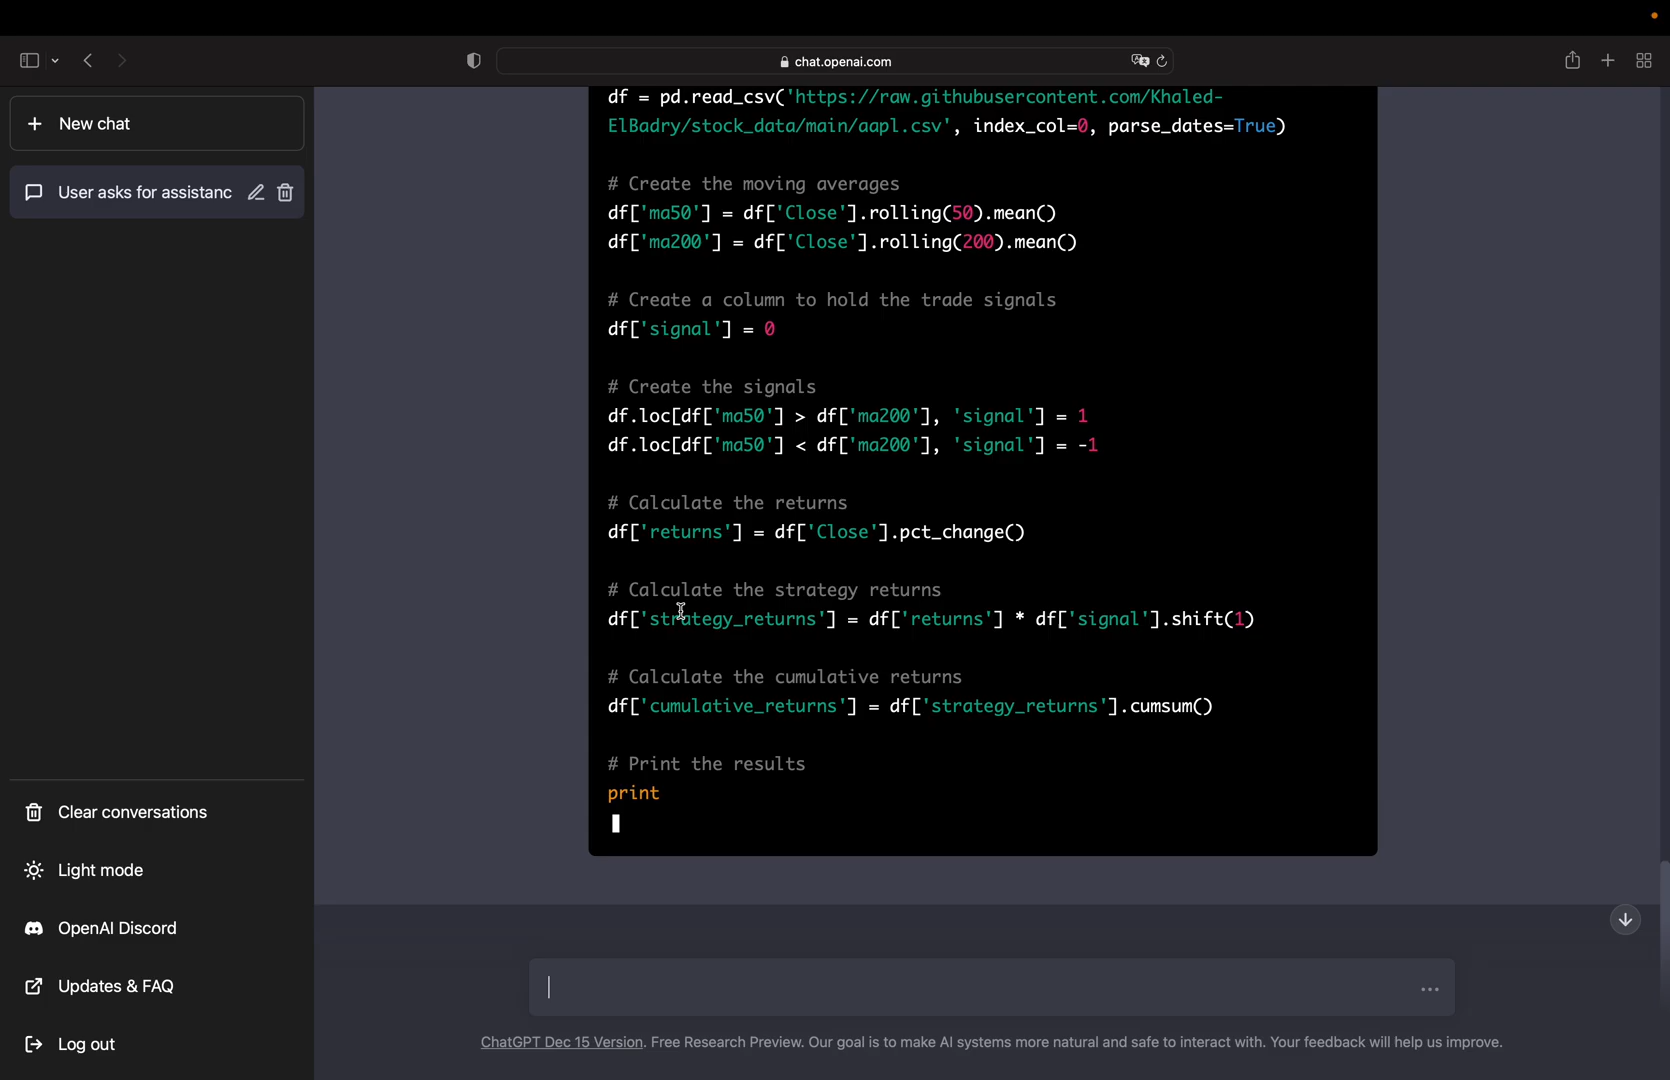 chat.openai.com
New chat
User asks for assistanc
df = pd.read_csv('https://raw.githubusercontent.com/Khaled-
ElBadry/stock_data/main/aapl.csv', index_col=0, parse_dates=True)
# Create the moving averages
df['ma50'] = df['Close'].rolling(50).mean()
df['ma200'] = df['Close'].rolling(200).mean()
# Create a column to hold the trade signals
df['signal'] = 0
# Create the signals
df.loc[df['ma50'] > df['ma200'], 'signal'] = 1
df.loc[df['ma50'] < df['ma200'], 'signal'] = -1
# Calculate the returns
df['returns'] = df['Close'].pct_change()
# Calculate the strategy returns
df['strategy_returns'] = df['returns'] * df['signal'].shift(1)
# Calculate the cumulative returns
df['cumulative_returns'] = df['strategy_returns'].cumsum()
# Print the results
print
Clear conversations
Light mode
OpenAI Discord
Updates & FAQ
Log out
ChatGPT Dec 15 Version. Free Research Preview. Our goal is to make AI systems more natural and safe to interact with. Your feedback will help us improve.